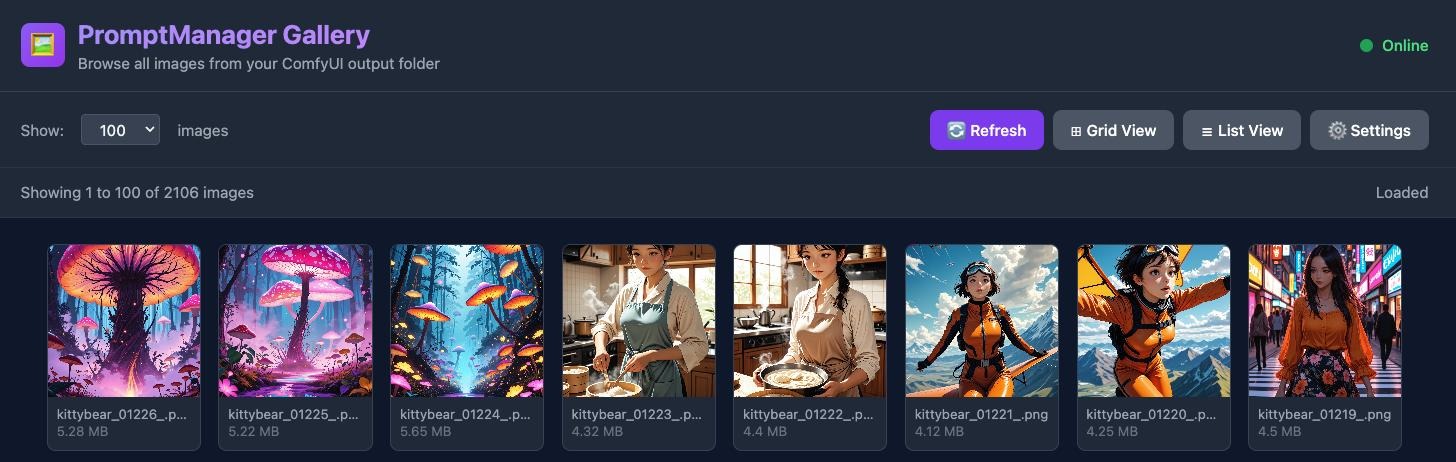 PromptManager Gallery
Browse all images from your ComfyUI output folder
Online
Show: 100 images
Refresh
Grid View
List View
Settings
Showing 1 to 100 of 2106 images
Loaded
kittybear_01226_.p...
5.28 MB
kittybear_01225_.p...
5.22 MB
kittybear_01224_.p...
5.65 MB
kittybear_01223_.p...
4.32 MB
kittybear_01222_.p...
4.4 MB
kittybear_01221_.png
4.12 MB
kittybear_01220_.p...
4.25 MB
kittybear_01219_.png
4.5 MB